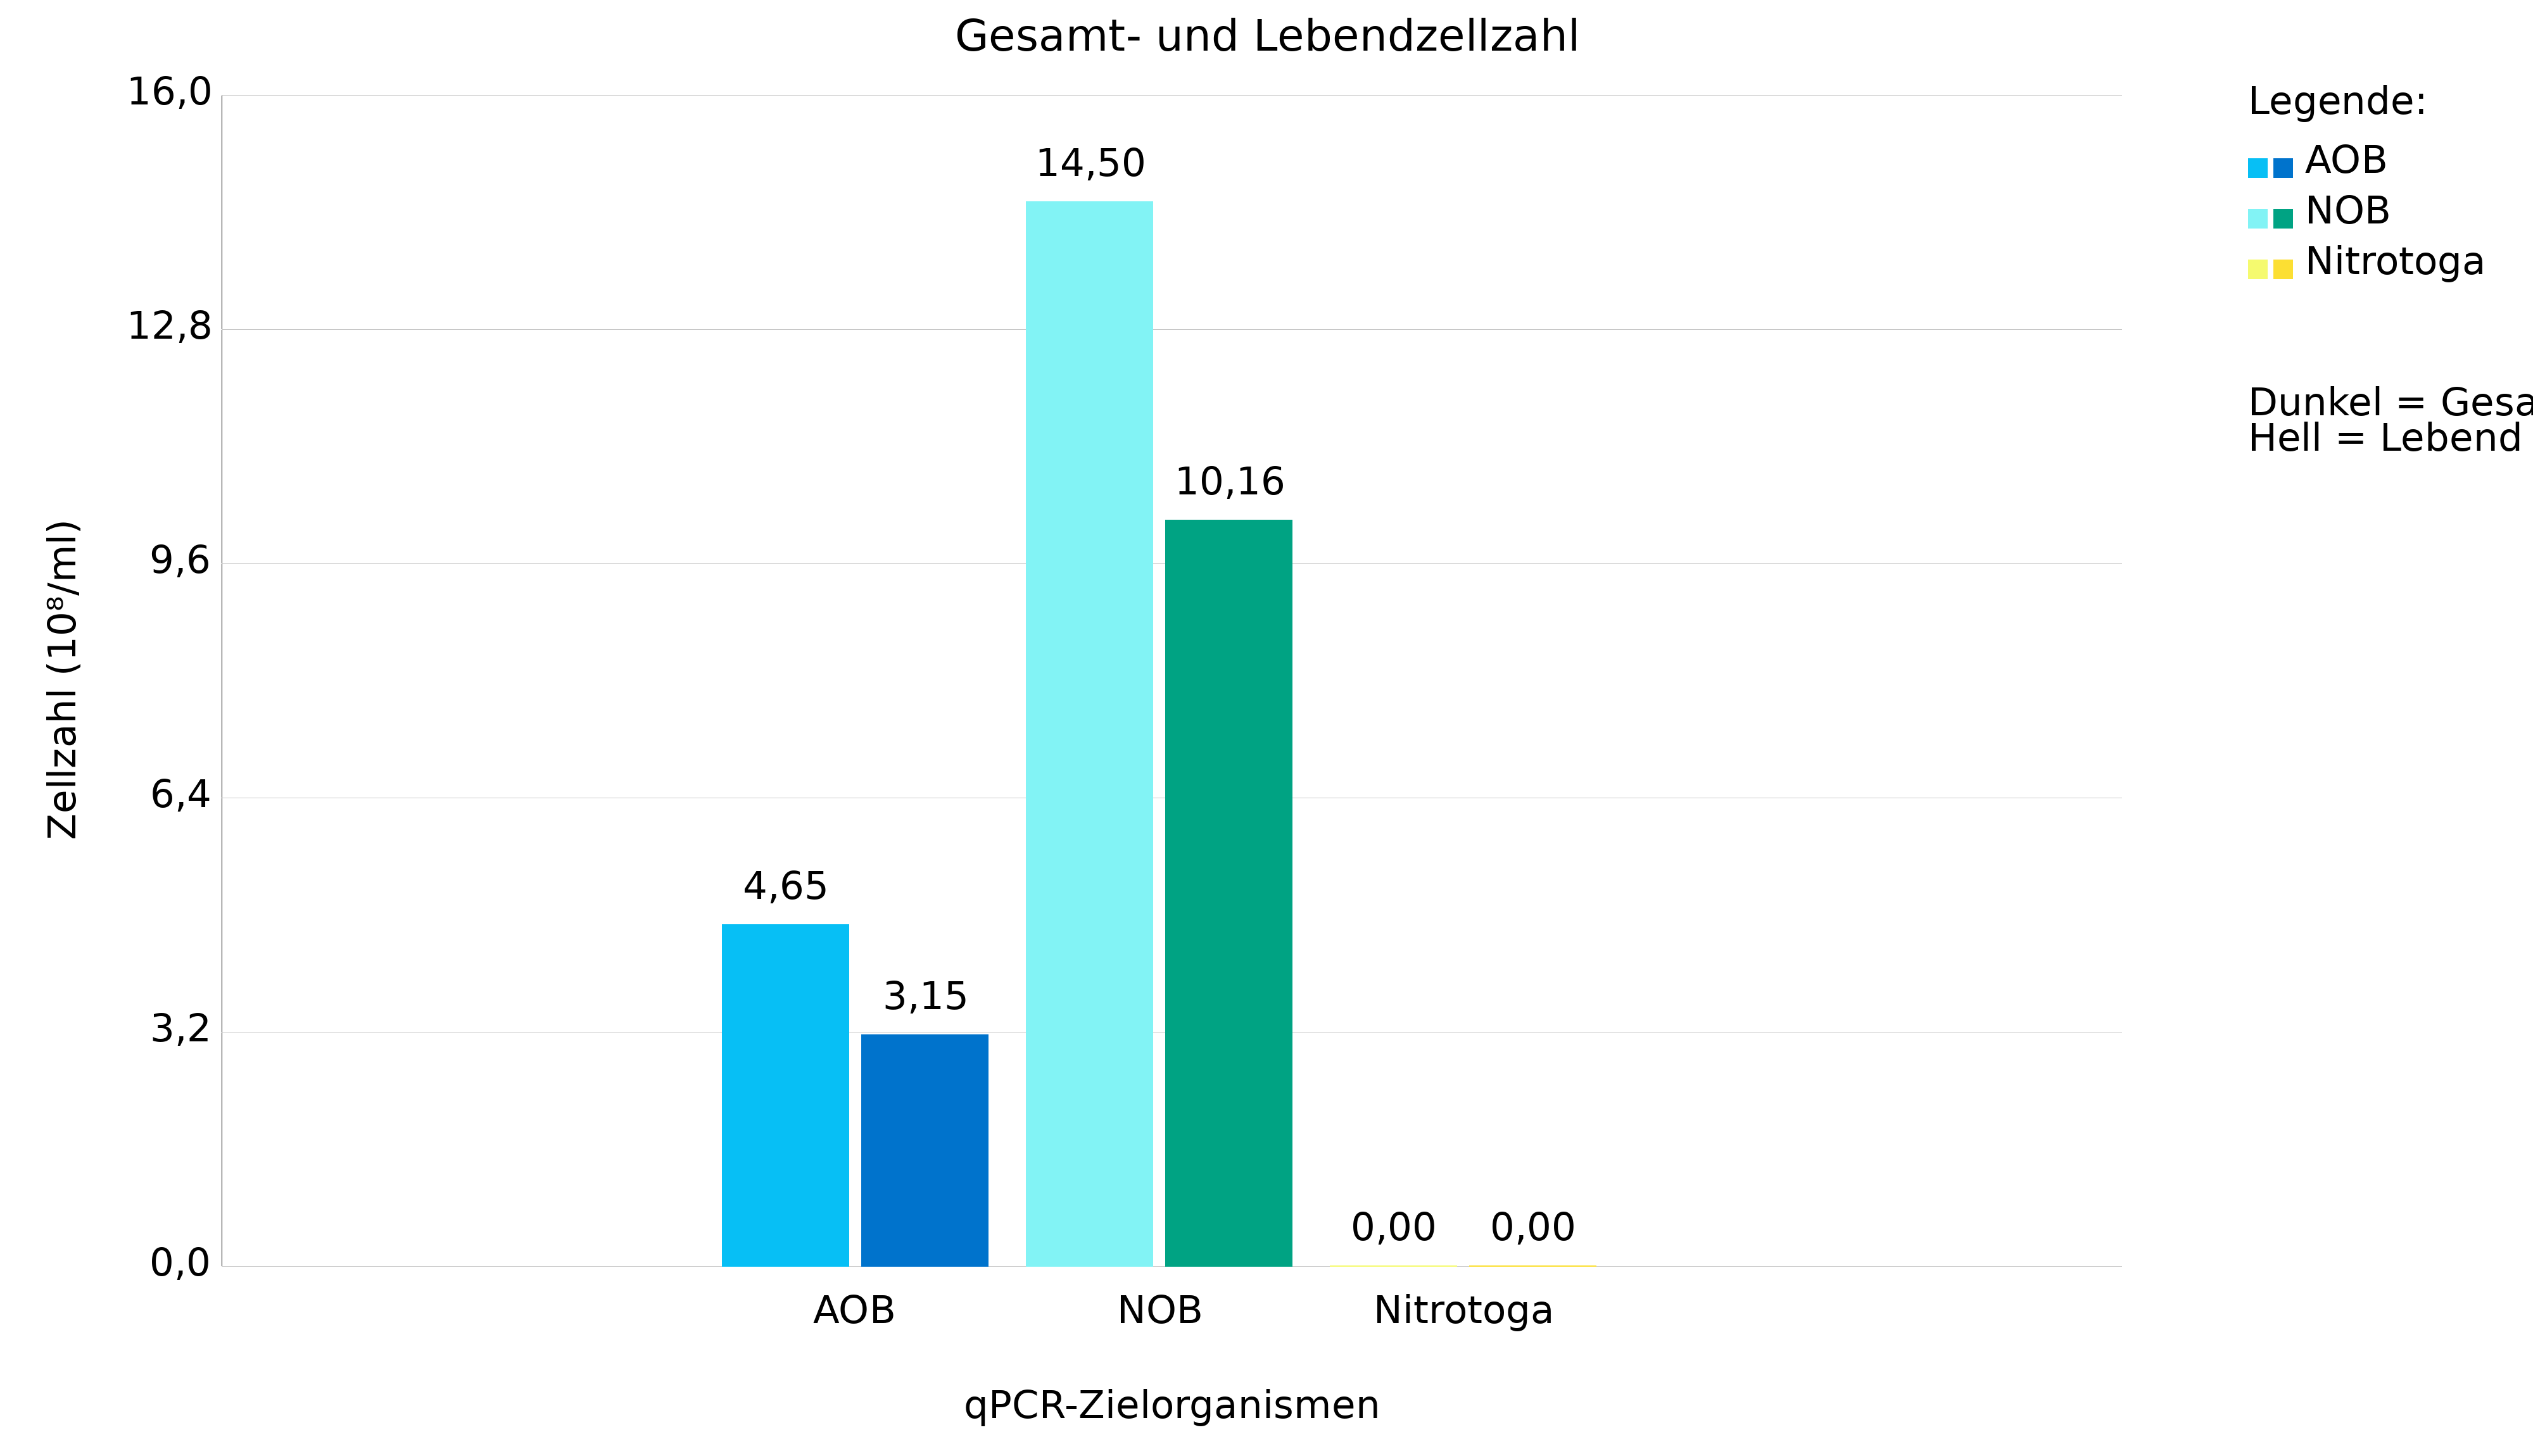 Gesamt- und Lebendzellzahl
Zellzahl (10⁸/ml)
16,0
12,8
9,6
6,4
3,2
0,0
4,65
3,15
14,50
10,16
0,00
0,00
AOB
NOB
Nitrotoga
qPCR-Zielorganismen
Legende:
AOB
NOB
Nitrotoga
Dunkel =
Hell = Lebend